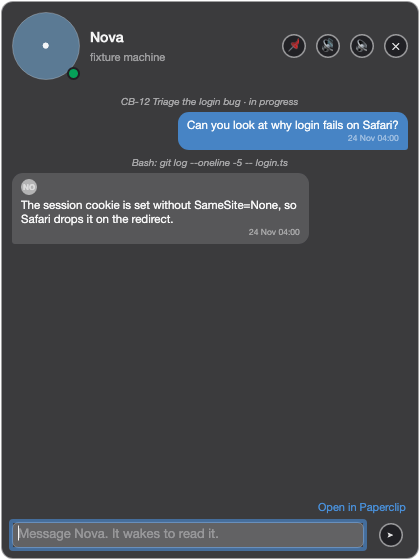 Nova
fixture machine
CB-12 Triage the login bug · in progress
Can you look at why login fails on Safari?
24 Nov 04:00
Bash: git log --oneline -5 -- login.ts
NO
The session cookie is set without SameSite=None, so
Safari drops it on the redirect.
24 Nov 04:00
Open in Paperclip
Message Nova. It wakes to read it.